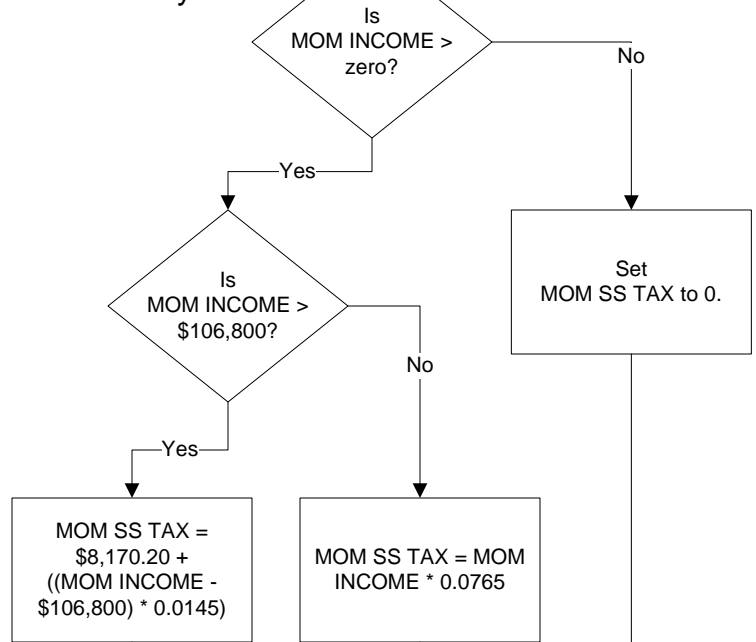 Is
MOM INCOME >
zero?
No
Yes
Is
MOM INCOME >
$106,800?
Set
MOM SS TAX to 0.
No
Yes
MOM SS TAX =
$8,170.20 +
((MOM INCOME -
$106,800) * 0.0145)
MOM SS TAX = MOM
INCOME * 0.0765